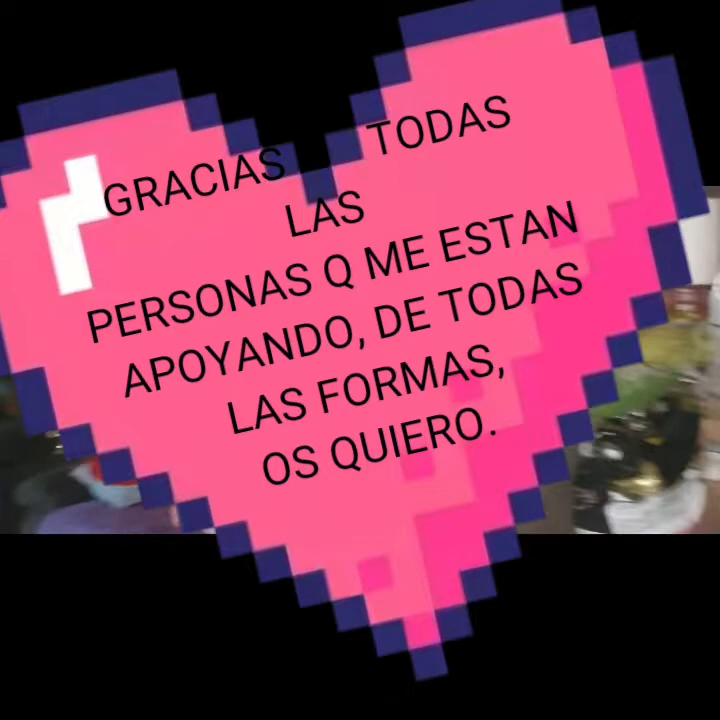 GRACIAS TODAS
LAS
PERSONAS Q ME ESTAN
APOYANDO, DE TODAS
LAS FORMAS,
OS QUIERO.